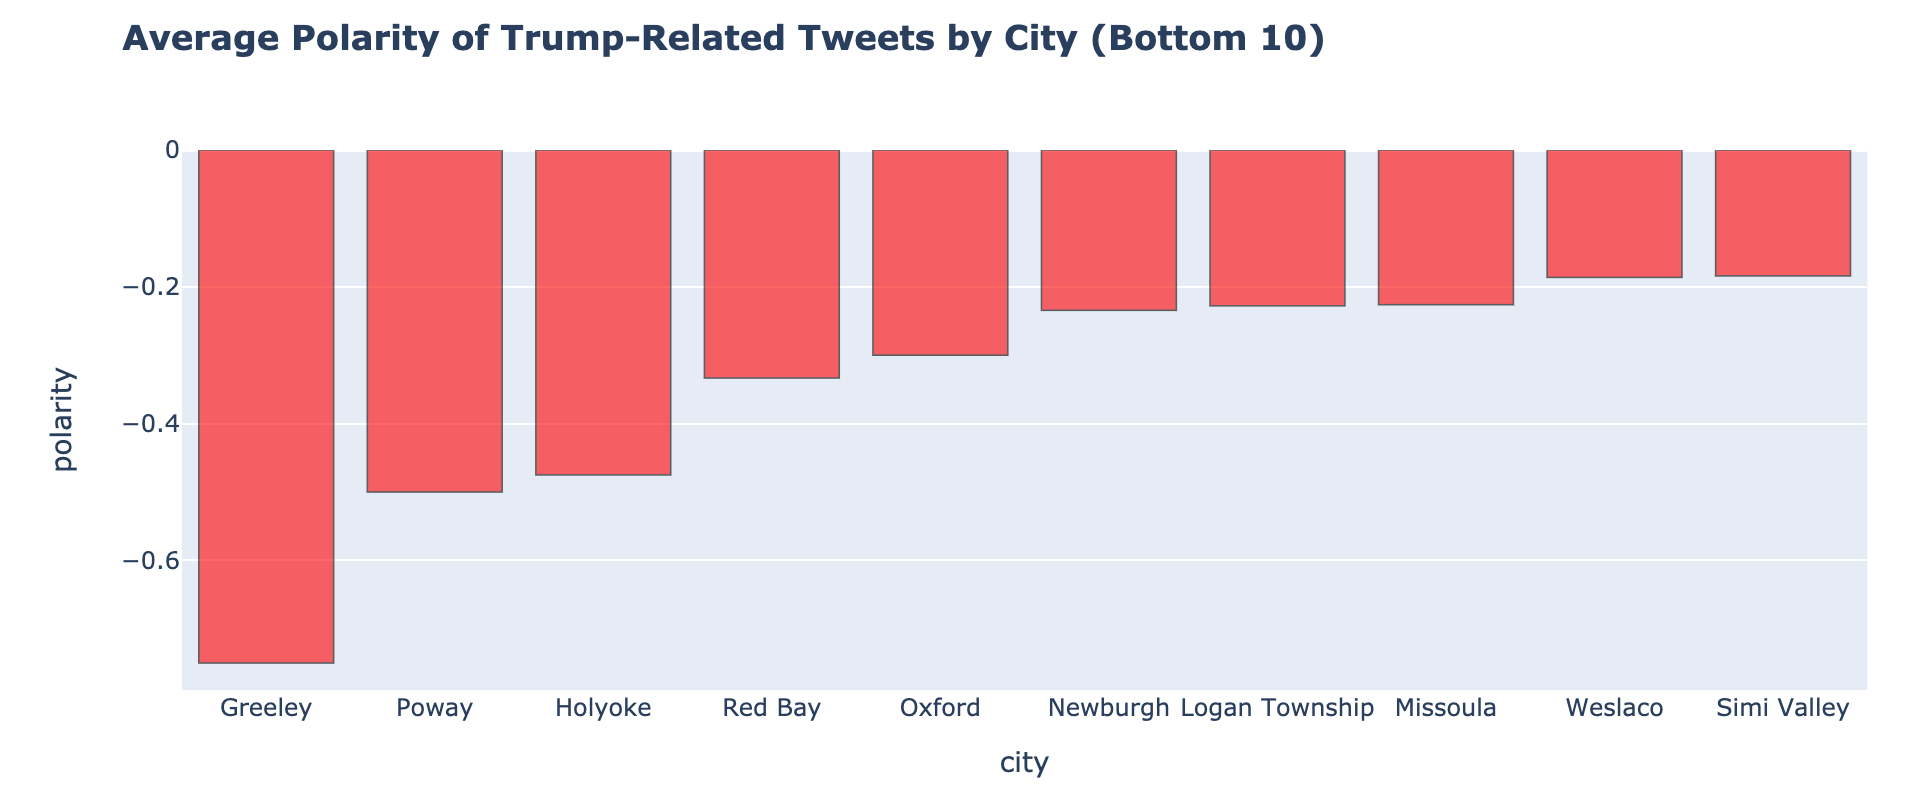 Average Polarity of Trump-Related Tweets by City (Bottom 10)
0
−0.2
−0.4
−0.6
polarity
Greeley Poway Holyoke Red Bay Oxford Newburgh Logan Township Missoula Weslaco Simi Valley
city